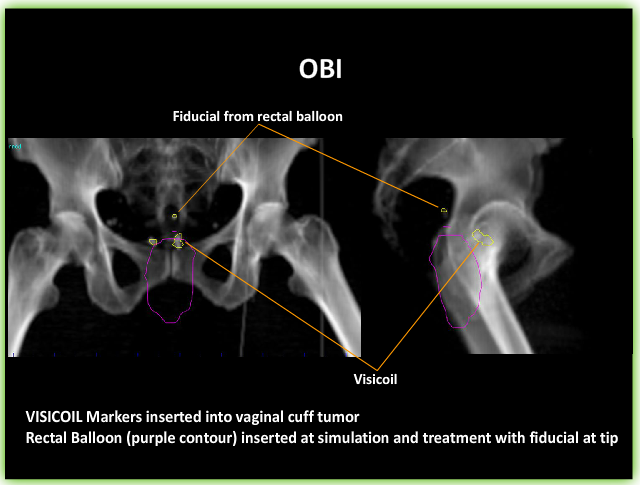 OBI
Fiducial from rectal balloon
Visicoil
VISICOIL Markers inserted into vaginal cuff tumor
Rectal Balloon (purple contour) inserted at simulation and treatment with fiducial at tip